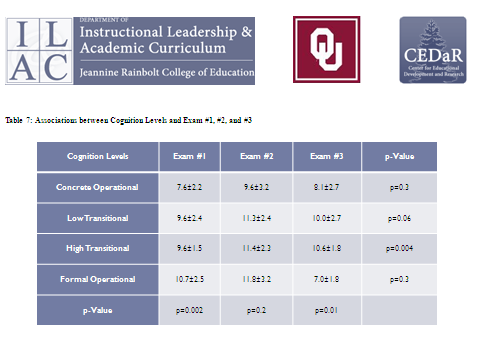 DEPARTMENT OF
I L
A C
Instructional Leadership &
Academic Curriculum
Jeannine Rainbolt College of Education
OU
CEDaR
Center for Educational
Development and Research
Table 7: Associations between Cognition Levels and Exam #1, #2, and #3
Cognition Levels Exam #1 Exam #2 Exam #3 p-Value
Concrete Operational 7.6±2.2 9.6±3.2 8.1±2.7 p=0.3
Low Transitional 9.6±2.4 11.3±2.4 10.0±2.7 p=0.06
High Transitional 9.6±1.5 11.4±2.3 10.6±1.8 p=0.004
Formal Operational 10.7±2.5 11.8±3.2 7.0±1.8 p=0.3
p-Value p=0.002 p=0.2 p=0.01